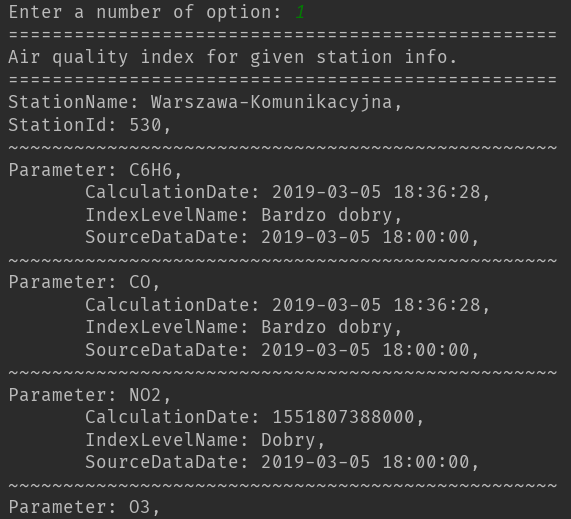 Enter a number of option: 1
==================================================
Air quality index for given station info.
==================================================
StationName: Warszawa-Komunikacyjna,
StationId: 530,
~~~~~~~~~~~~~~~~~~~~~~~~~~~~~~~~~~~~~~~~~~~~~~~~~~
Parameter: C6H6,
       CalculationDate: 2019-03-05 18:36:28,
       IndexLevelName: Bardzo dobry,
       SourceDataDate: 2019-03-05 18:00:00,
~~~~~~~~~~~~~~~~~~~~~~~~~~~~~~~~~~~~~~~~~~~~~~~~~~
Parameter: CO,
       CalculationDate: 2019-03-05 18:36:28,
       IndexLevelName: Bardzo dobry,
       SourceDataDate: 2019-03-05 18:00:00,
~~~~~~~~~~~~~~~~~~~~~~~~~~~~~~~~~~~~~~~~~~~~~~~~~~
Parameter: NO2,
       CalculationDate: 1551807388000,
       IndexLevelName: Dobry,
       SourceDataDate: 2019-03-05 18:00:00,
~~~~~~~~~~~~~~~~~~~~~~~~~~~~~~~~~~~~~~~~~~~~~~~~~~
Parameter: O3,